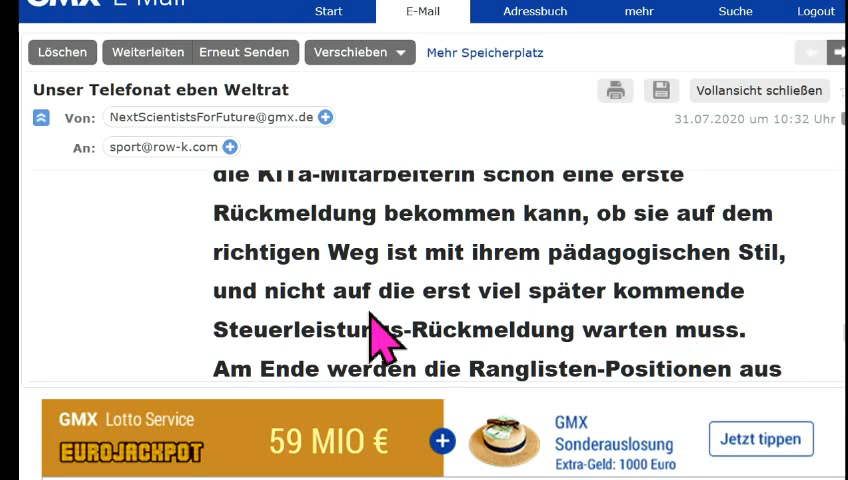 GMX E-Mail
Start E-Mail Adressbuch mehr Suche Logout
Löschen Weiterleiten Erneut Senden Verschieben Mehr Speicherplatz
Unser Telefonat eben Weltrat
Vollansicht schließen
Von: NextScientistsForFuture@gmx.de
31.07.2020 um 10:32 Uhr
An: sport@row-k.com
die KITa-Mitarbeiterin schon eine erste
Rückmeldung bekommen kann, ob sie auf dem
richtigen Weg ist mit ihrem pädagogischen Stil,
und nicht auf die erst viel später kommende
Steuerleistungs-Rückmeldung warten muss.
Am Ende werden die Ranglisten-Positionen aus
GMX Lotto Service
EUROJACKPOT
59 MIO €
GMX
Sonderauslosung
Extra-Geld: 1000 Euro
Jetzt tippen